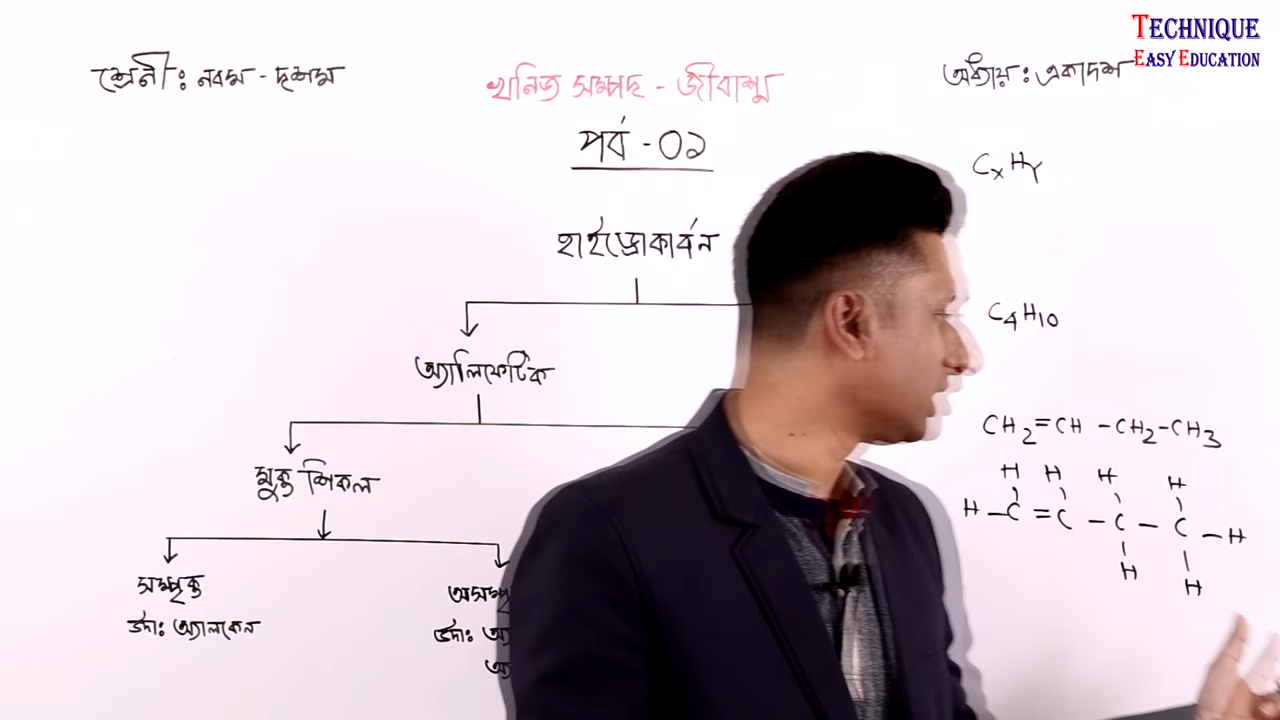 TECHNIQUE
EASY EDUCATION
শ্রেনী: নবম - দশম
খনিজ সম্পদ - জীবাশ্ম
অধ্যায়: একাদশ
পর্ব - ০১
CxHy
হাইড্রোকার্বন
C4H10
অ্যালিফেটিক
CH2=CH-CH2-CH3
মুক্ত শিকল
H H H H
H-C=C-C-C-H
H H
সম্পৃক্ত
উদা: অ্যালকেন
উদা: